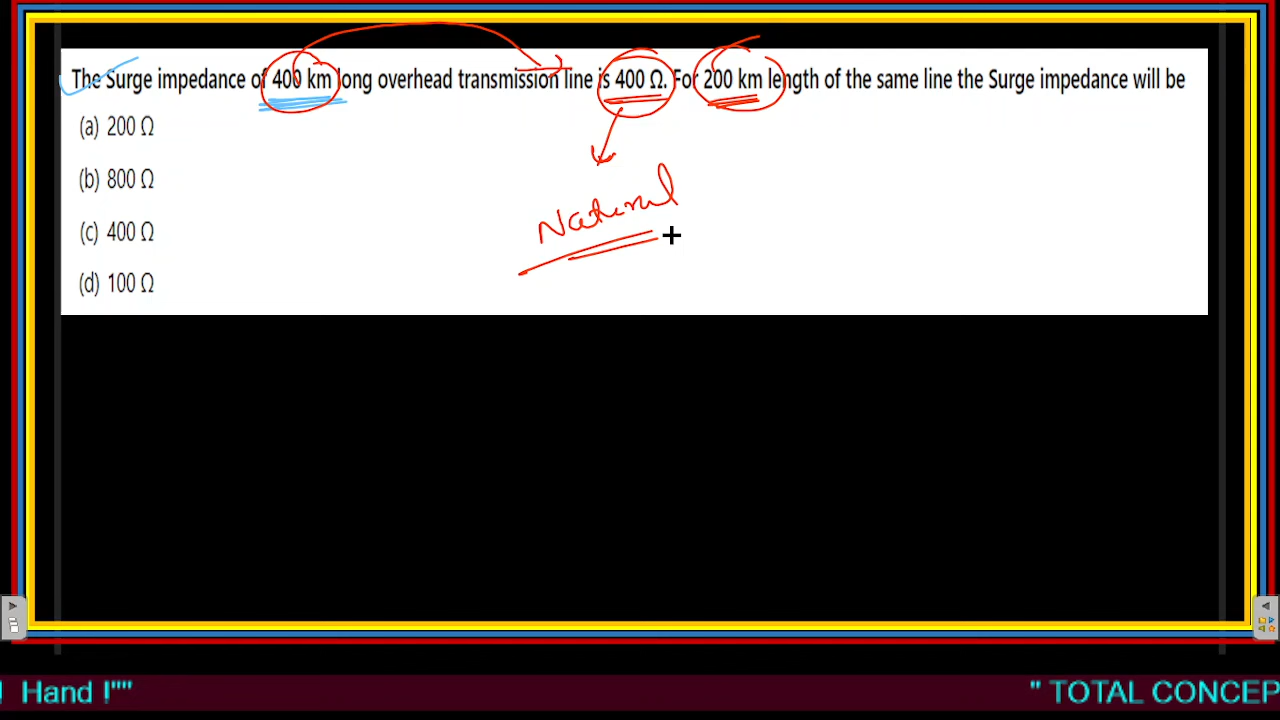 The Surge impedance of 400 km long overhead transmission line is 400 Ω. For 200 km length of the same line the Surge impedance will be
(a) 200 Ω
(b) 800 Ω
(c) 400 Ω
(d) 100 Ω
Natural
! Hand !"" " TOTAL CONCEP